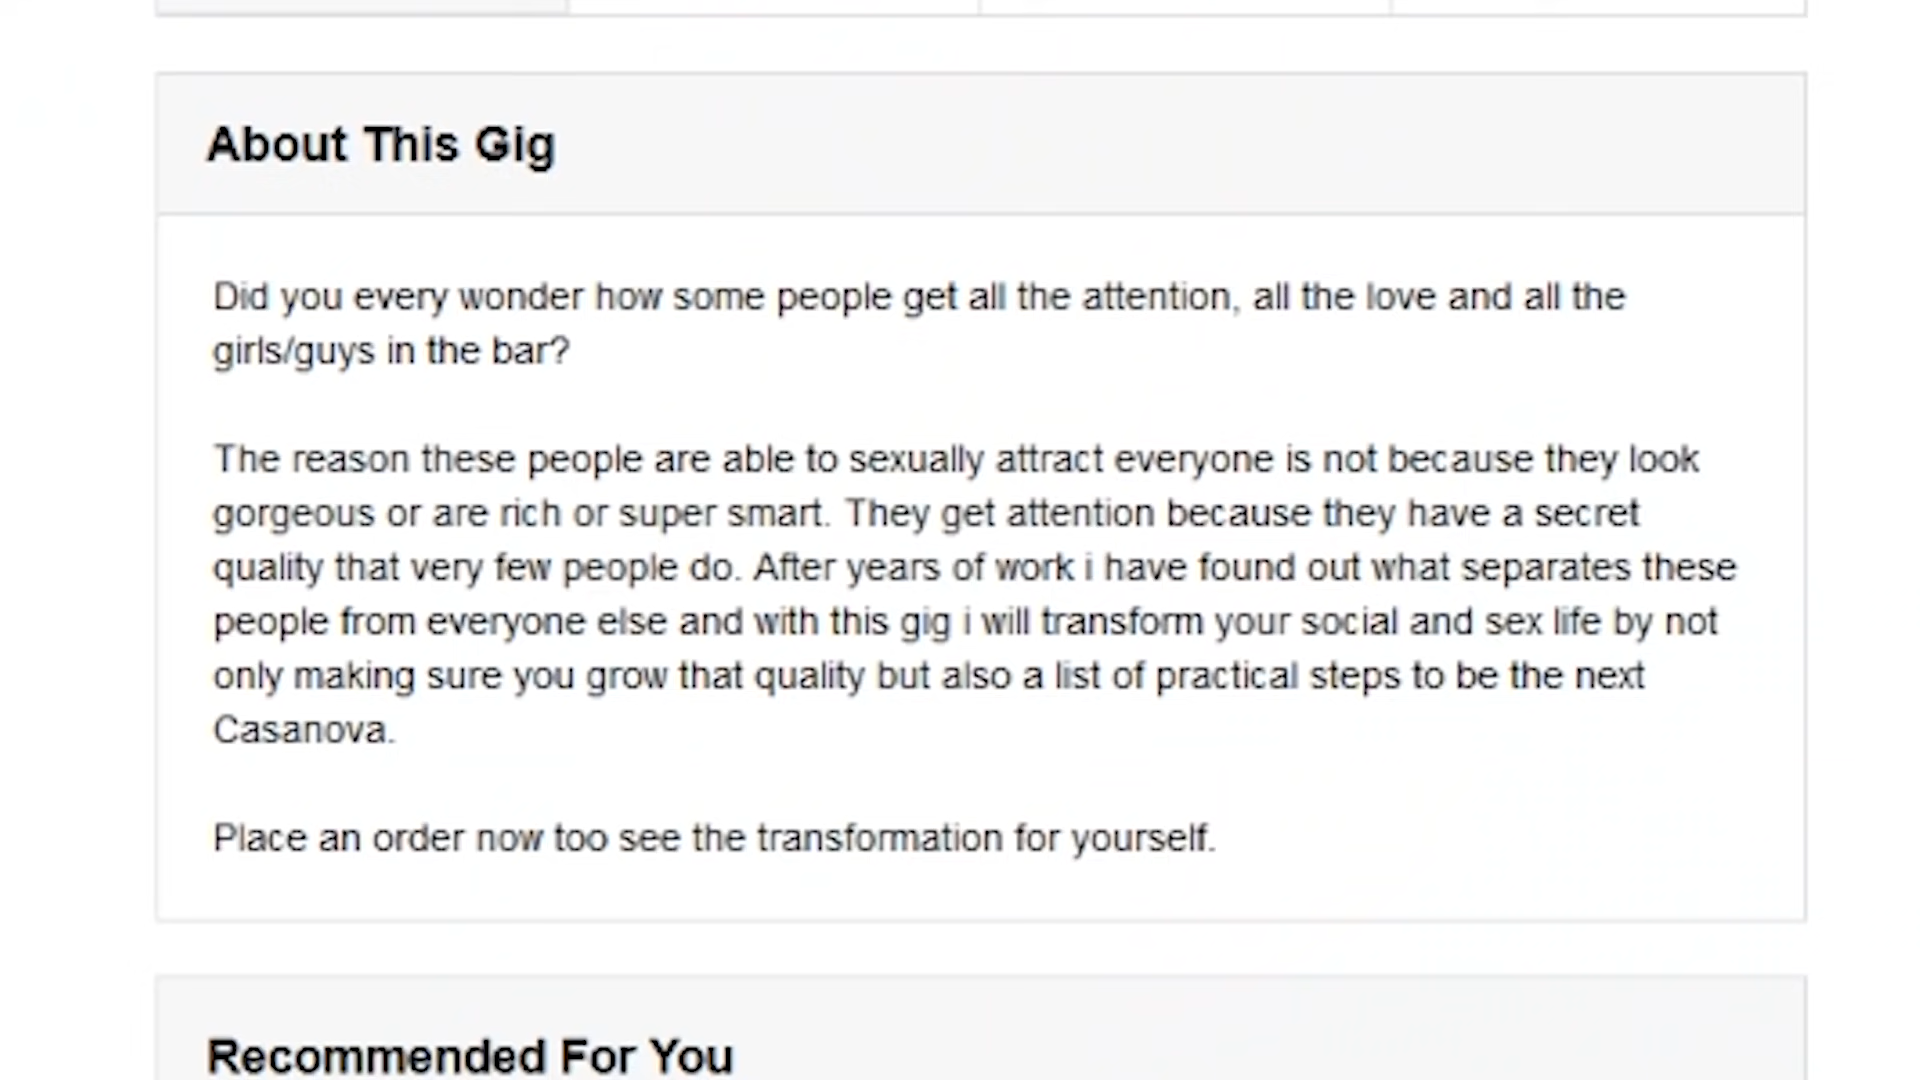 About This Gig
Did you every wonder how some people get all the attention, all the love and all the
girls/guys in the bar?
The reason these people are able to sexually attract everyone is not because they look
gorgeous or are rich or super smart. They get attention because they have a secret
quality that very few people do. After years of work i have found out what separates these
people from everyone else and with this gig i will transform your social and sex life by not
only making sure you grow that quality but also a list of practical steps to be the next
Casanova.
Place an order now too see the transformation for yourself.
Recommended For You